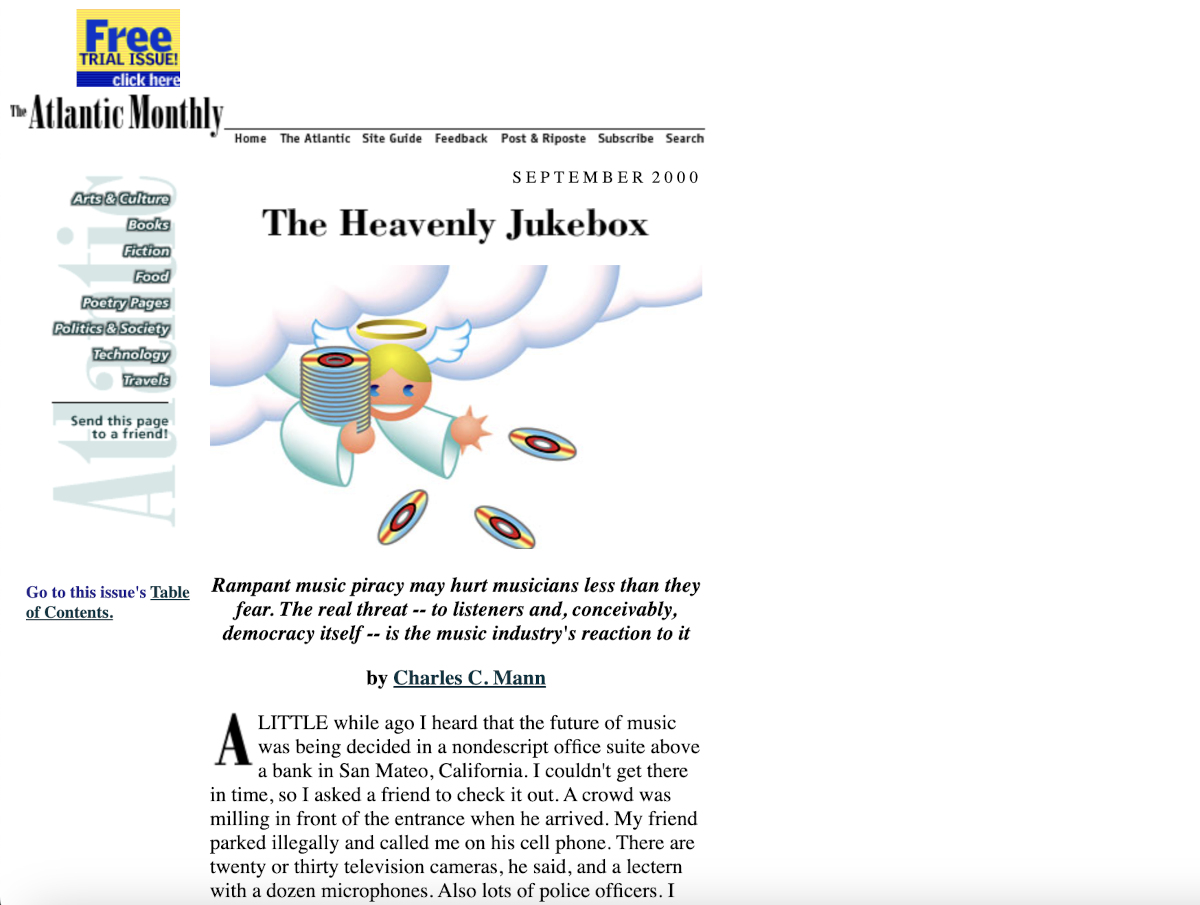 Free
TRIAL ISSUE!
click here
The Atlantic Monthly
Home The Atlantic Site Guide Feedback Post & Riposte Subscribe Search
SEPTEMBER 2000
Arts & Culture
Books
Fiction
Food
Poetry Pages
Politics & Society
Technology
Travels
Send this page
to a friend!
Atlantic
Go to this issue's Table
of Contents.
The Heavenly Jukebox
Rampant music piracy may hurt musicians less than they
fear. The real threat -- to listeners and, conceivably,
democracy itself -- is the music industry's reaction to it
by Charles C. Mann
A LITTLE while ago I heard that the future of music
was being decided in a nondescript office suite above
a bank in San Mateo, California. I couldn't get there
in time, so I asked a friend to check it out. A crowd was
milling in front of the entrance when he arrived. My friend
parked illegally and called me on his cell phone. There are
twenty or thirty television cameras, he said, and a lectern
with a dozen microphones. Also lots of police officers. I